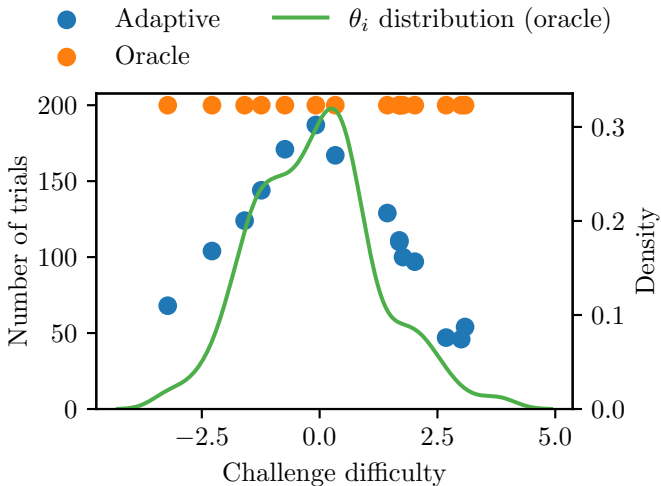 Adaptive
θi distribution (oracle)
Oracle
Number of trials
200
150
100
50
0
0.3
0.2
0.1
0.0
Density
−2.5
0.0
2.5
5.0
Challenge difficulty